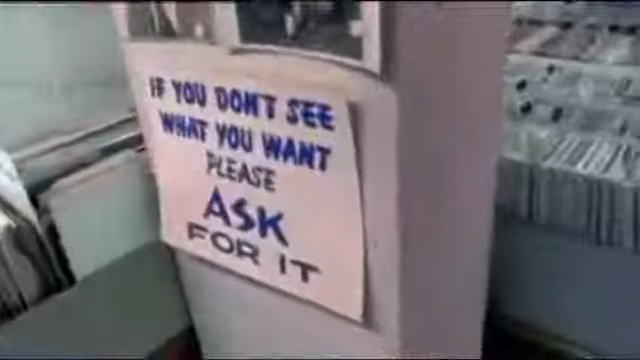 IF YOU DON'T SEE
WHAT YOU WANT
PLEASE
ASK
FOR IT